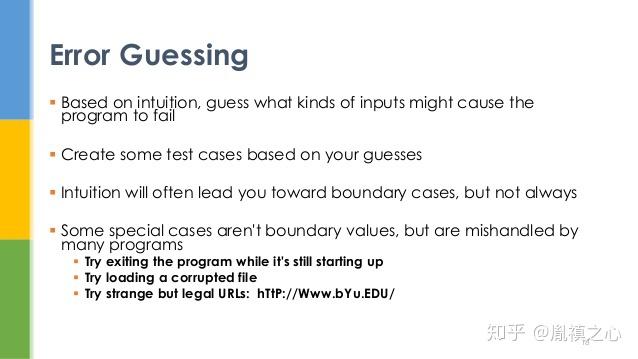 Error Guessing
▪ Based on intuition, guess what kinds of inputs might cause the
program to fail
▪ Create some test cases based on your guesses
▪ Intuition will often lead you toward boundary cases, but not always
▪ Some special cases aren't boundary values, but are mishandled by
many programs
▪ Try exiting the program while it's still starting up
▪ Try loading a corrupted file
▪ Try strange but legal URLs: hTtP://Www.bYu.EDU/
知乎 @胤禛之心